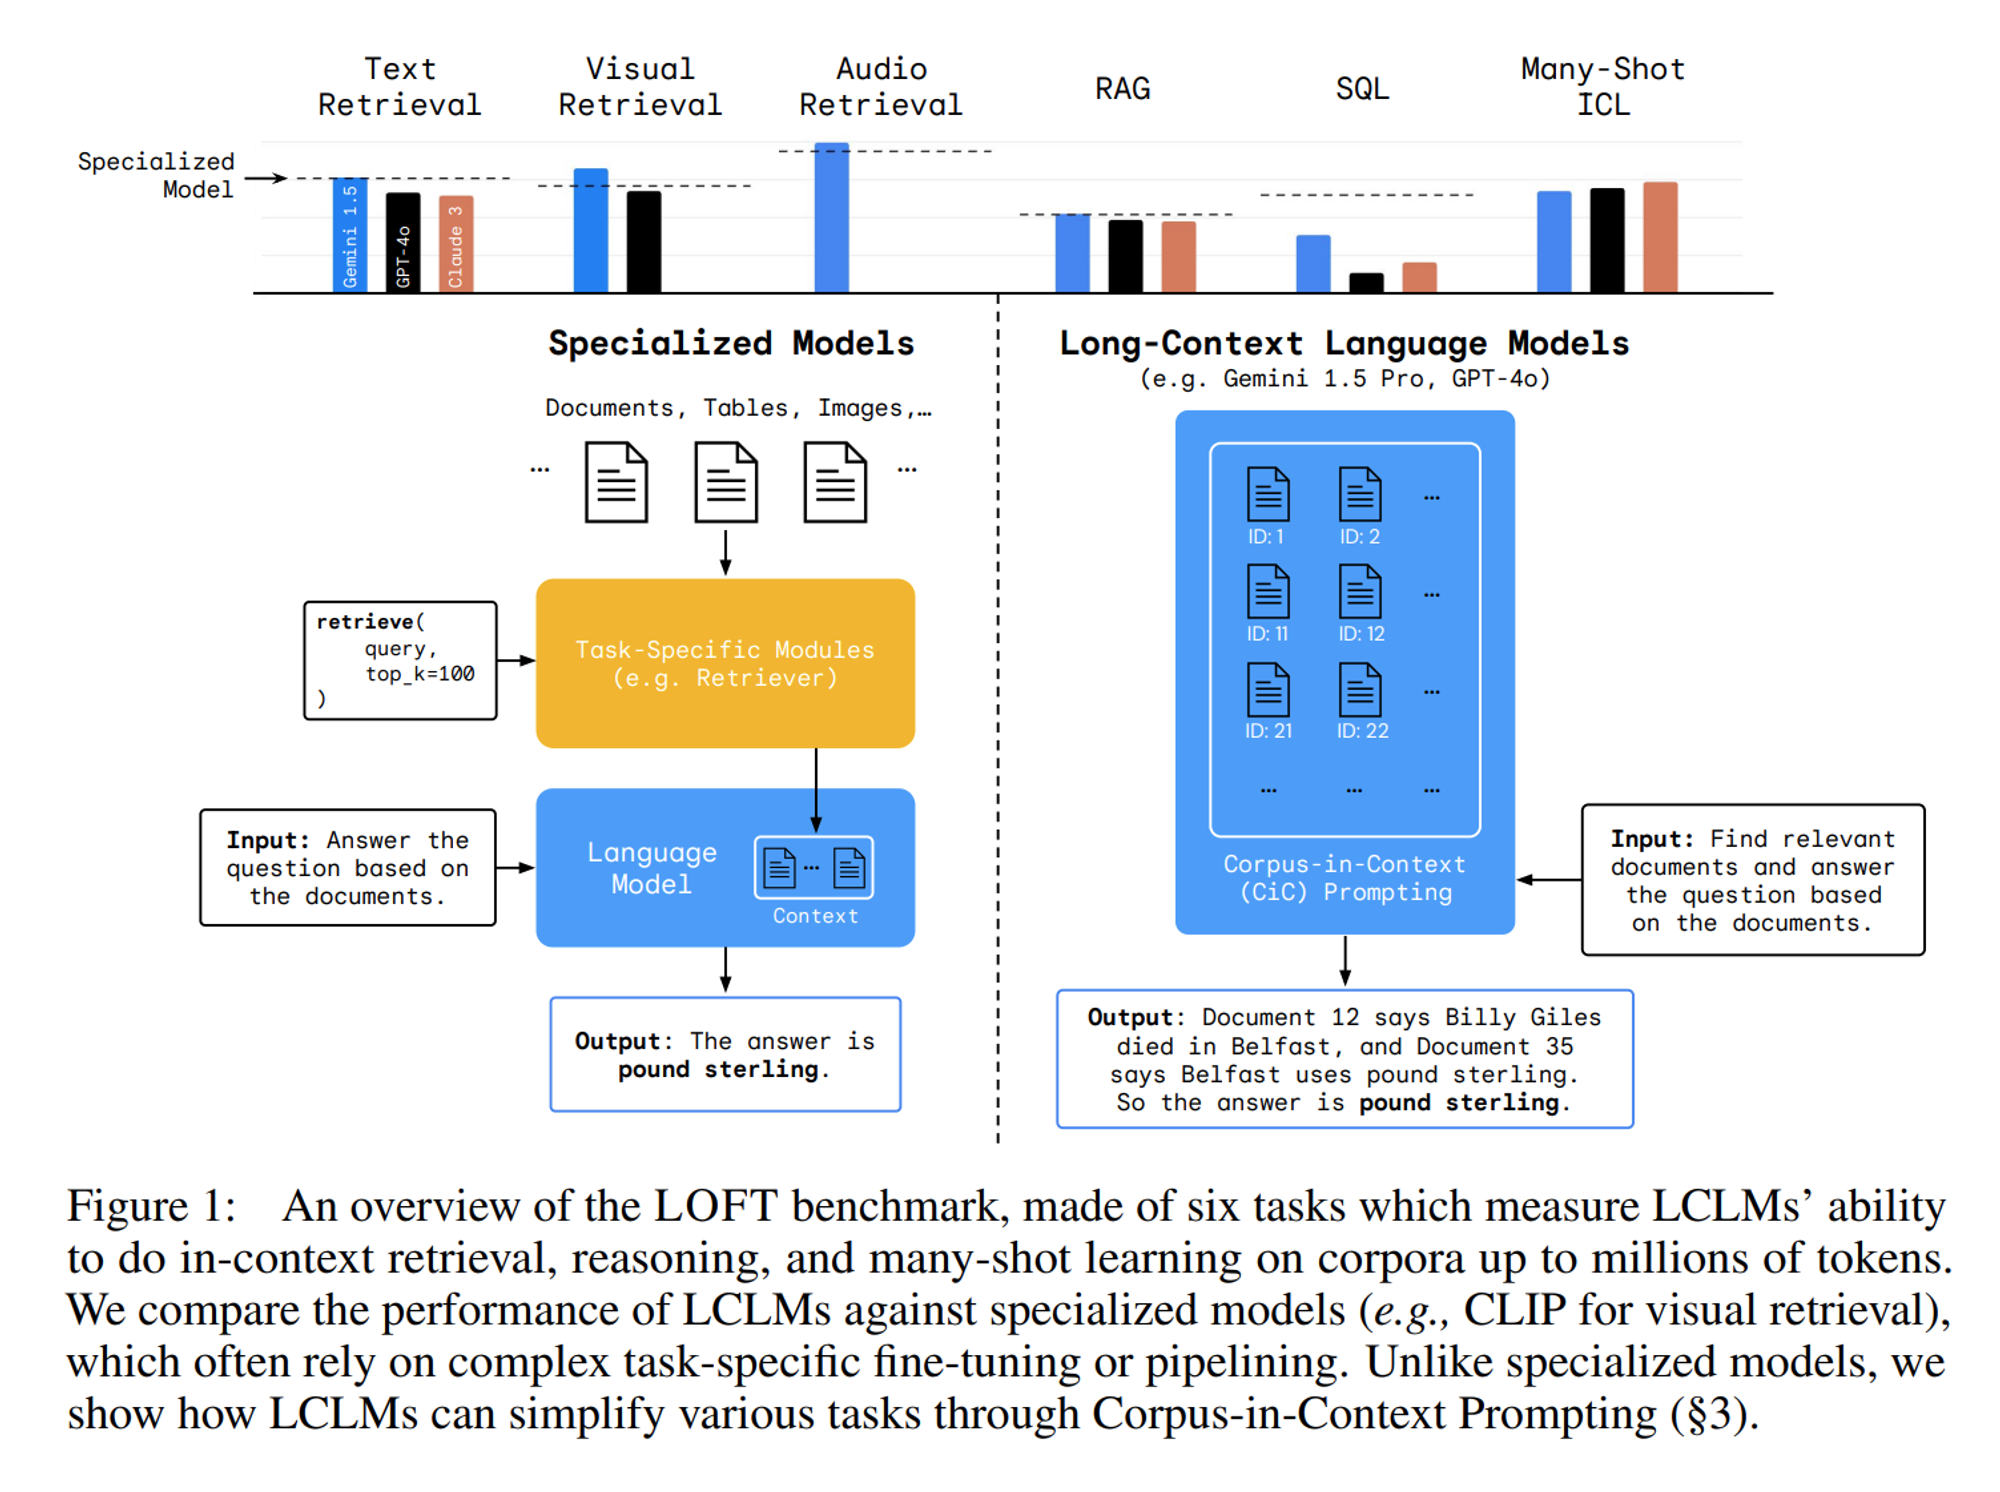 Text
Retrieval
Visual
Retrieval
Audio
Retrieval
RAG
SQL
Many-Shot
ICL
Specialized
Model
Gemini 1.5
GPT-4o
Claude 3
Specialized Models
Documents, Tables, Images,…
...
...
retrieve(
query,
top_k=100
)
Task-Specific Modules
(e.g. Retriever)
Input: Answer the
question based on
the documents.
Language
Model
...
Context
Output: The answer is
pound sterling.
Long-Context Language Models
(e.g. Gemini 1.5 Pro, GPT-4o)
...
ID: 1 ID: 2
...
ID: 11 ID: 12
...
ID: 21 ID: 22
... ... ...
Corpus-in-Context
(CiC) Prompting
Input: Find relevant
documents and answer
the question based
on the documents.
Output: Document 12 says Billy Giles
died in Belfast, and Document 35
says Belfast uses pound sterling.
So the answer is pound sterling.
Figure 1: An overview of the LOFT benchmark, made of six tasks which measure LCLMs’ ability
to do in-context retrieval, reasoning, and many-shot learning on corpora up to millions of tokens.
We compare the performance of LCLMs against specialized models (e.g., CLIP for visual retrieval),
which often rely on complex task-specific fine-tuning or pipelining. Unlike specialized models, we
show how LCLMs can simplify various tasks through Corpus-in-Context Prompting (§3).